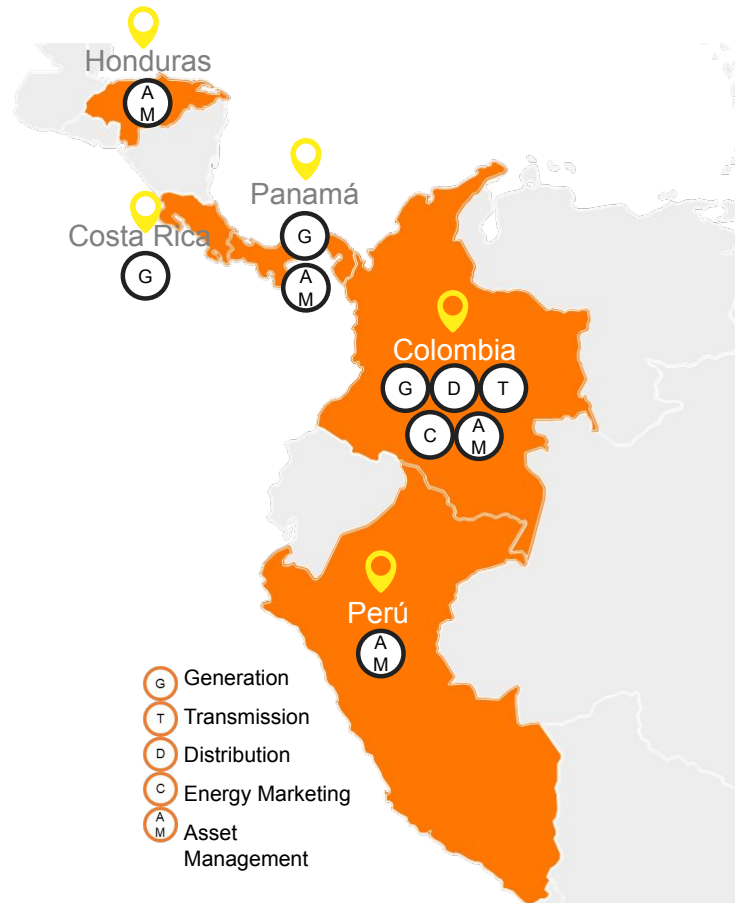 Honduras
A
M
Panamá
G
A
M
Costa Rica
G
Colombia
G D T
C
A
M
Perú
A
M
G Generation
T Transmission
D Distribution
C Energy Marketing
A
M Asset
Management